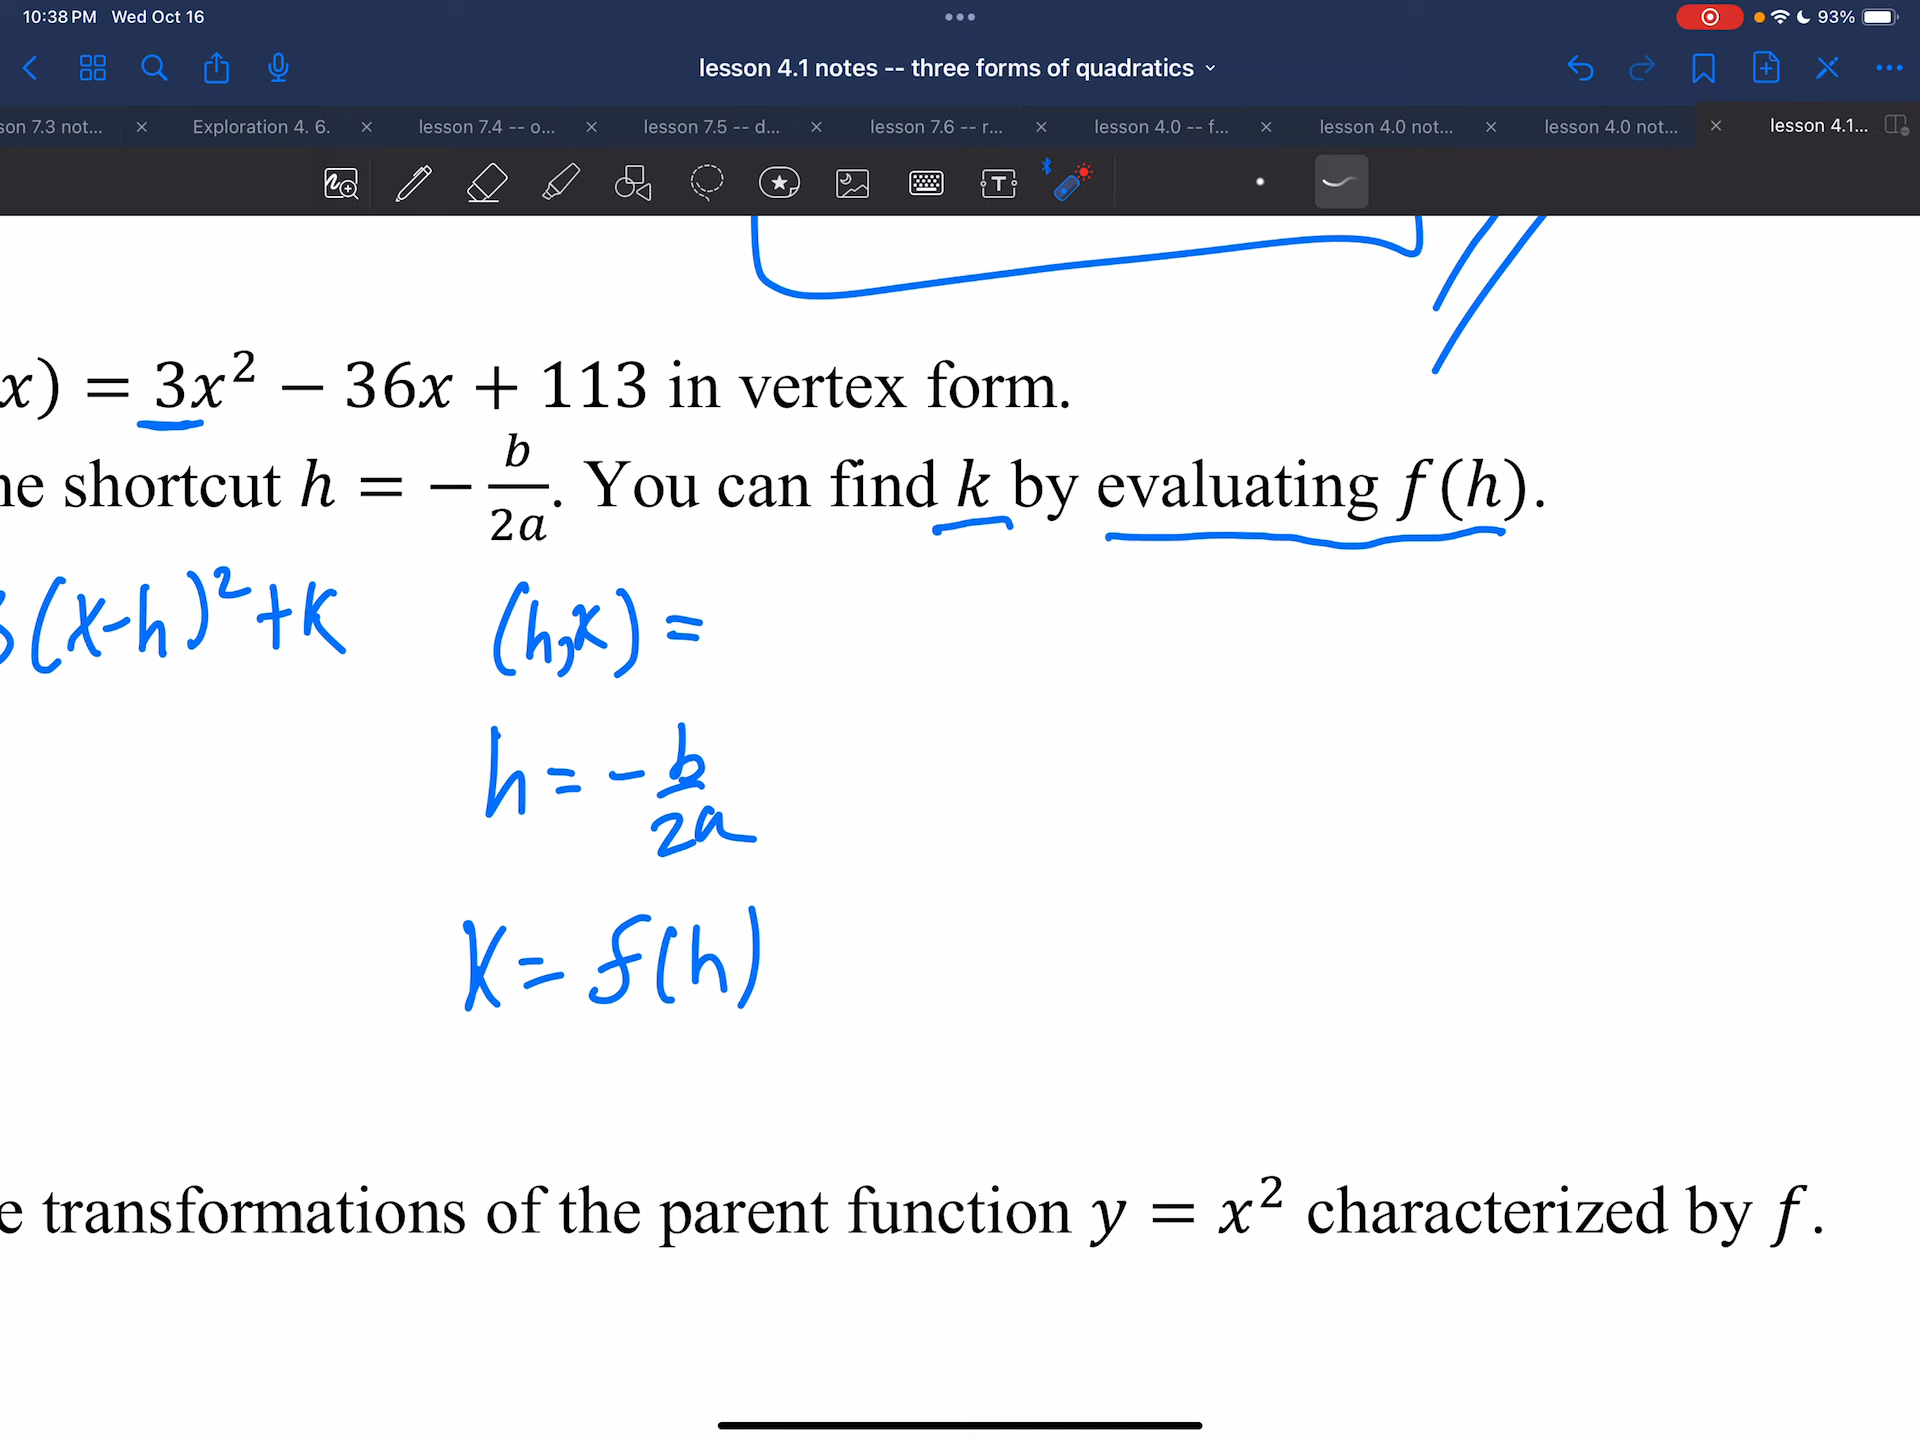 10:38 PM Wed Oct 16
93%
lesson 4.1 notes -- three forms of quadratics
son 7.3 not... Exploration 4. 6. lesson 7.4 -- o... lesson 7.5 -- d... lesson 7.6 -- r... lesson 4.0 -- f... lesson 4.0 not... lesson 4.0 not... lesson 4.1...
x) = 3x² − 36x + 113 in vertex form.
ne shortcut h = −b/2a. You can find k by evaluating f(h).
3(x-h)²+k (h,k) =
h = -b/2a
k = f(h)
e transformations of the parent function y = x² characterized by f.